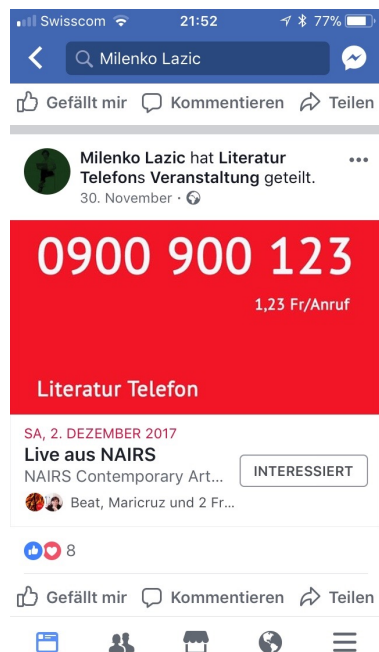 Swisscom 21:52 77%
Milenko Lazic
Gefällt mir Kommentieren Teilen
Milenko Lazic hat Literatur
Telefons Veranstaltung geteilt.
30. November ·
0900 900 123
1,23 Fr/Anruf
Literatur Telefon
SA, 2. DEZEMBER 2017
Live aus NAIRS
NAIRS Contemporary Art...
INTERESSIERT
Beat, Maricruz und 2 Fr...
8
Gefällt mir Kommentieren Teilen